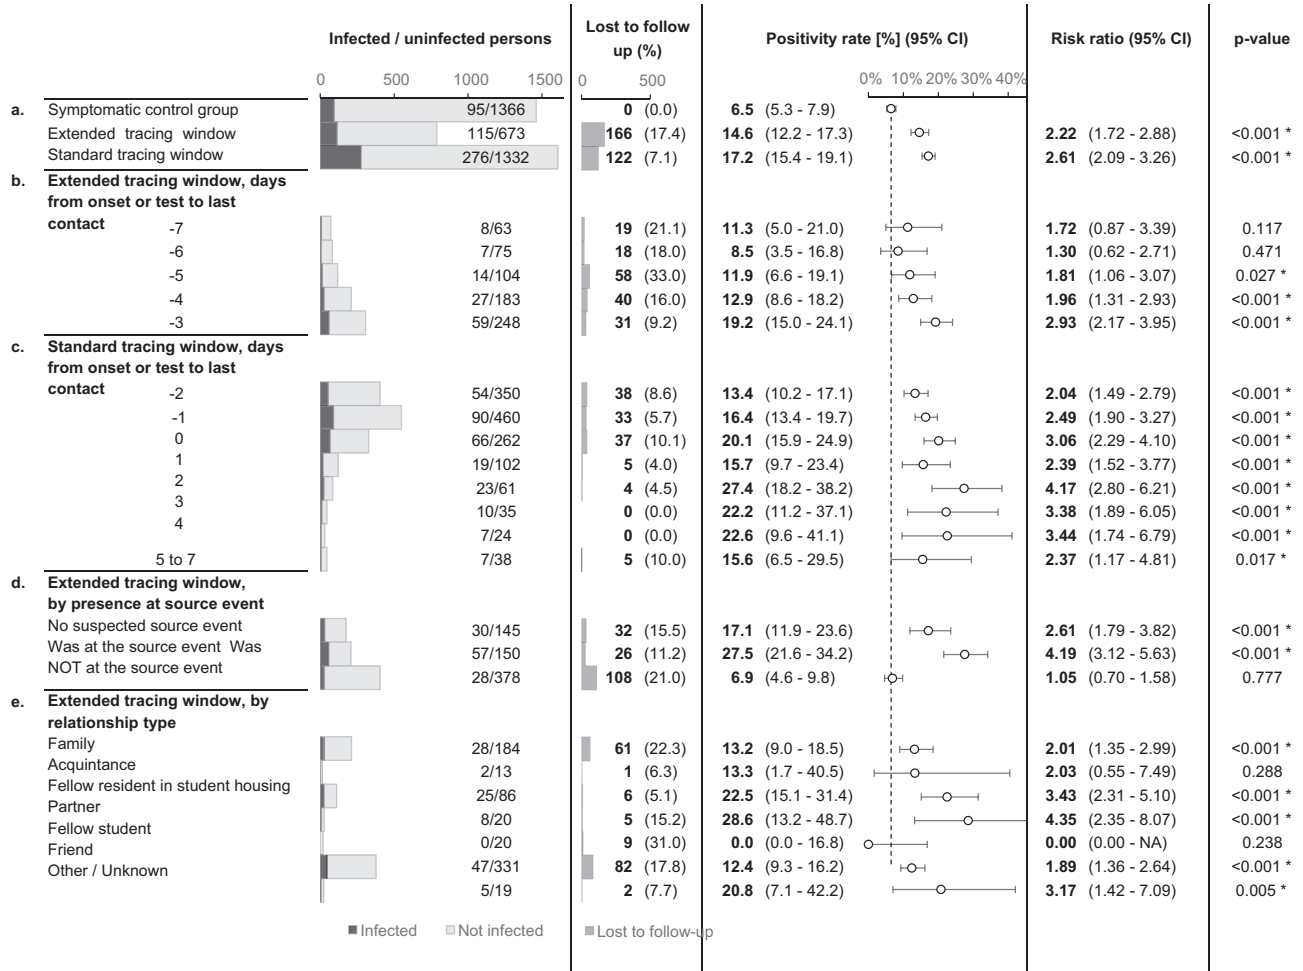 Infected / uninfected persons
Lost to follow
up (%)
Positivity rate [%] (95% CI)
Risk ratio (95% CI)
p-value
0 500 1000 1500
0 500
0% 10% 20% 30% 40%
a. Symptomatic control group 95/1366 0 (0.0) 6.5 (5.3 - 7.9)
Extended tracing window 115/673 166 (17.4) 14.6 (12.2 - 17.3) 2.22 (1.72 - 2.88) <0.001 *
Standard tracing window 276/1332 122 (7.1) 17.2 (15.4 - 19.1) 2.61 (2.09 - 3.26) <0.001 *
b. Extended tracing window, days
from onset or test to last
contact
-7 8/63 19 (21.1) 11.3 (5.0 - 21.0) 1.72 (0.87 - 3.39) 0.117
-6 7/75 18 (18.0) 8.5 (3.5 - 16.8) 1.30 (0.62 - 2.71) 0.471
-5 14/104 58 (33.0) 11.9 (6.6 - 19.1) 1.81 (1.06 - 3.07) 0.027 *
-4 27/183 40 (16.0) 12.9 (8.6 - 18.2) 1.96 (1.31 - 2.93) <0.001 *
-3 59/248 31 (9.2) 19.2 (15.0 - 24.1) 2.93 (2.17 - 3.95) <0.001 *
c. Standard tracing window, days
from onset or test to last
contact
-2 54/350 38 (8.6) 13.4 (10.2 - 17.1) 2.04 (1.49 - 2.79) <0.001 *
-1 90/460 33 (5.7) 16.4 (13.4 - 19.7) 2.49 (1.90 - 3.27) <0.001 *
0 66/262 37 (10.1) 20.1 (15.9 - 24.9) 3.06 (2.29 - 4.10) <0.001 *
1 19/102 5 (4.0) 15.7 (9.7 - 23.4) 2.39 (1.52 - 3.77) <0.001 *
2 23/61 4 (4.5) 27.4 (18.2 - 38.2) 4.17 (2.80 - 6.21) <0.001 *
3 10/35 0 (0.0) 22.2 (11.2 - 37.1) 3.38 (1.89 - 6.05) <0.001 *
4 7/24 0 (0.0) 22.6 (9.6 - 41.1) 3.44 (1.74 - 6.79) <0.001 *
5 to 7 7/38 5 (10.0) 15.6 (6.5 - 29.5) 2.37 (1.17 - 4.81) 0.017 *
d. Extended tracing window,
by presence at source event
No suspected source event 30/145 32 (15.5) 17.1 (11.9 - 23.6) 2.61 (1.79 - 3.82) <0.001 *
Was at the source event Was 57/150 26 (11.2) 27.5 (21.6 - 34.2) 4.19 (3.12 - 5.63) <0.001 *
NOT at the source event 28/378 108 (21.0) 6.9 (4.6 - 9.8) 1.05 (0.70 - 1.58) 0.777
e. Extended tracing window, by
relationship type
Family 28/184 61 (22.3) 13.2 (9.0 - 18.5) 2.01 (1.35 - 2.99) <0.001 *
Acquintance 2/13 1 (6.3) 13.3 (1.7 - 40.5) 2.03 (0.55 - 7.49) 0.288
Fellow resident in student housing 25/86 6 (5.1) 22.5 (15.1 - 31.4) 3.43 (2.31 - 5.10) <0.001 *
Partner 8/20 5 (15.2) 28.6 (13.2 - 48.7) 4.35 (2.35 - 8.07) <0.001 *
Fellow student 0/20 9 (31.0) 0.0 (0.0 - 16.8) 0.00 (0.00 - NA) 0.238
Friend 47/331 82 (17.8) 12.4 (9.3 - 16.2) 1.89 (1.36 - 2.64) <0.001 *
Other / Unknown 5/19 2 (7.7) 20.8 (7.1 - 42.2) 3.17 (1.42 - 7.09) 0.005 *
Infected Not infected Lost to follow-up